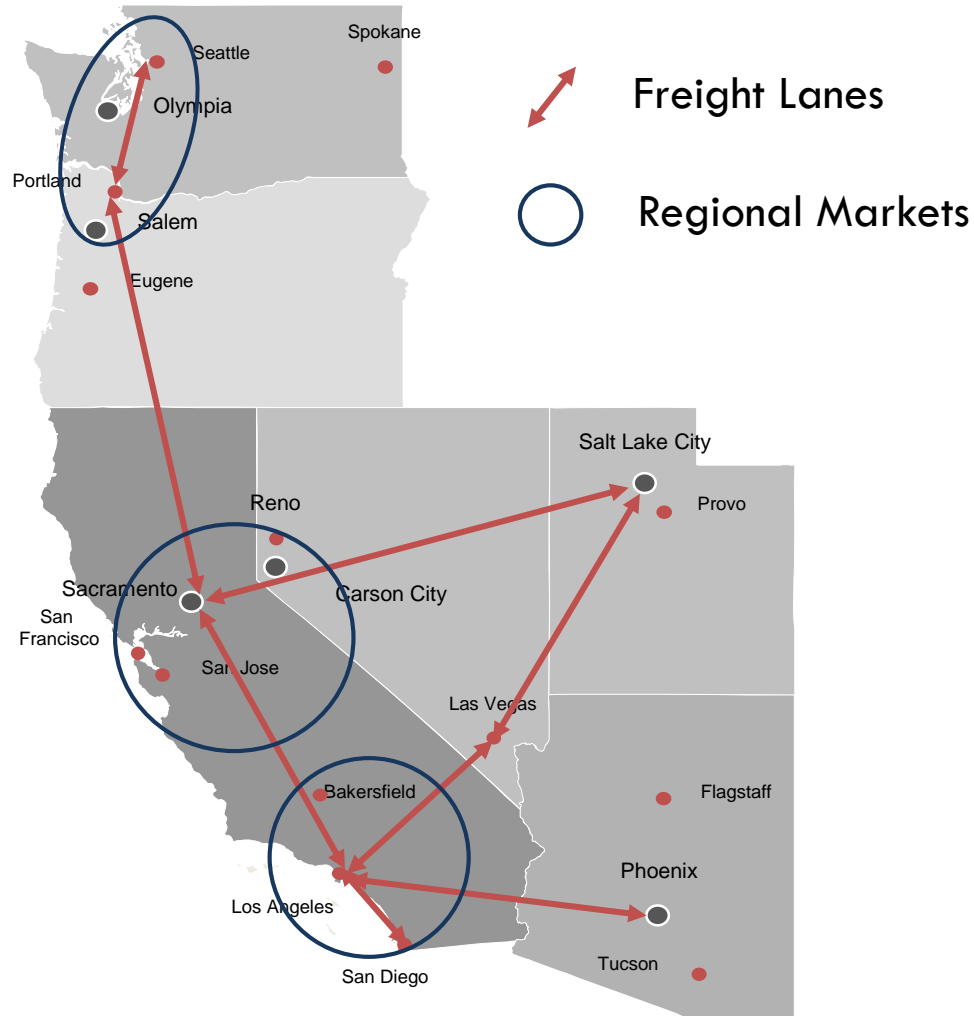 Spokane
Seattle
Freight Lanes
Olympia
Portland
Salem
Regional Markets
Eugene
Salt Lake City
Reno
Provo
Sacramento
Carson City
San
Francisco
San Jose
Las Vegas
Bakersfield
Flagstaff
Phoenix
Los Angeles
Tucson
San Diego